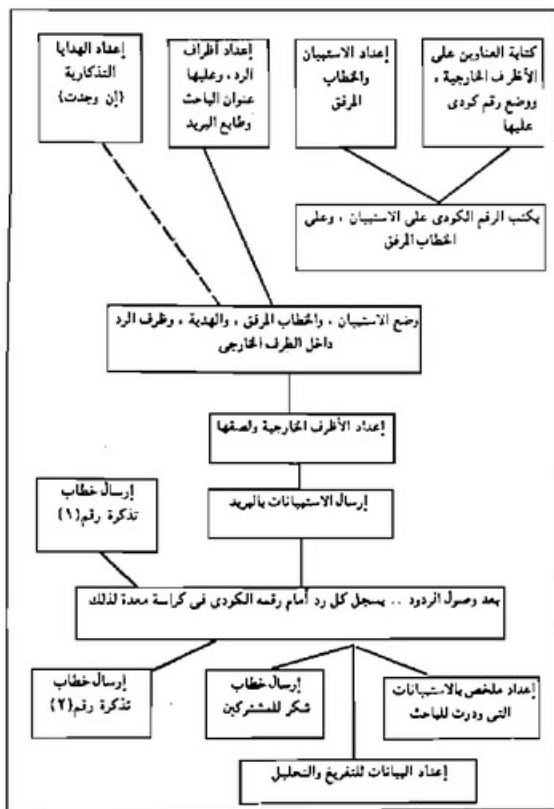 كتابة العناوين على
الأظرف الخارجية ،
ووضع رقم كودى
عليها
إعداد الاستبيان
والخطاب
المرفق
إعداد أظراف
الرد ، وعليها
عنوان الباحث
وطابع البريد
إعداد الهدايا
التذكارية
{إن وجدت}
يكتب الرقم الكودى على الاستبيان ، وعلى
الخطاب المرفق
وضع الاستبيان ، والخطاب المرفق ، والهدية ، وظرف الرد
داخل الظرف الخارجى
إعداد الأظرف الخارجية ولصقها
إرسال الاستبيانات بالبريد
إرسال خطاب
تذكرة رقم(١)
بعد وصول الردود .. يسجل كل رد أمام رقمه الكودى فى كراسة معدة لذلك
إعداد ملخص بالاستبيانات
التى وردت للباحث
إرسال خطاب
شكر للمشتركين
إرسال خطاب
تذكرة رقم(٢)
إعداد البيانات للتفريغ والتحليل